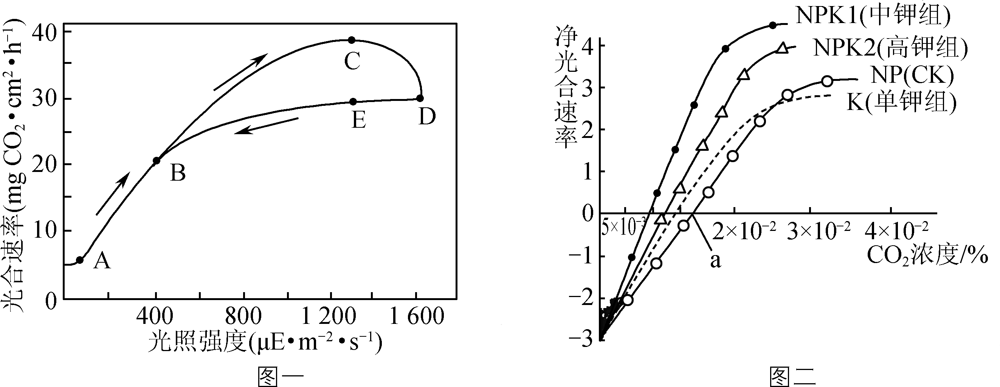 光合速率(mg CO₂•cm²•h⁻¹)
40
30
20
10
0
A
B
C
D
E
400
800
1 200
1 600
光照强度(μE•m⁻²•s⁻¹)
图一
净光合速率
4
3
2
1
0
−1
−2
−3
NPK1(中钾组)
NPK2(高钾组)
NP(CK)
K(单钾组)
5×10⁻³
2×10⁻²
3×10⁻²
4×10⁻²
CO₂浓度/%
a
图二